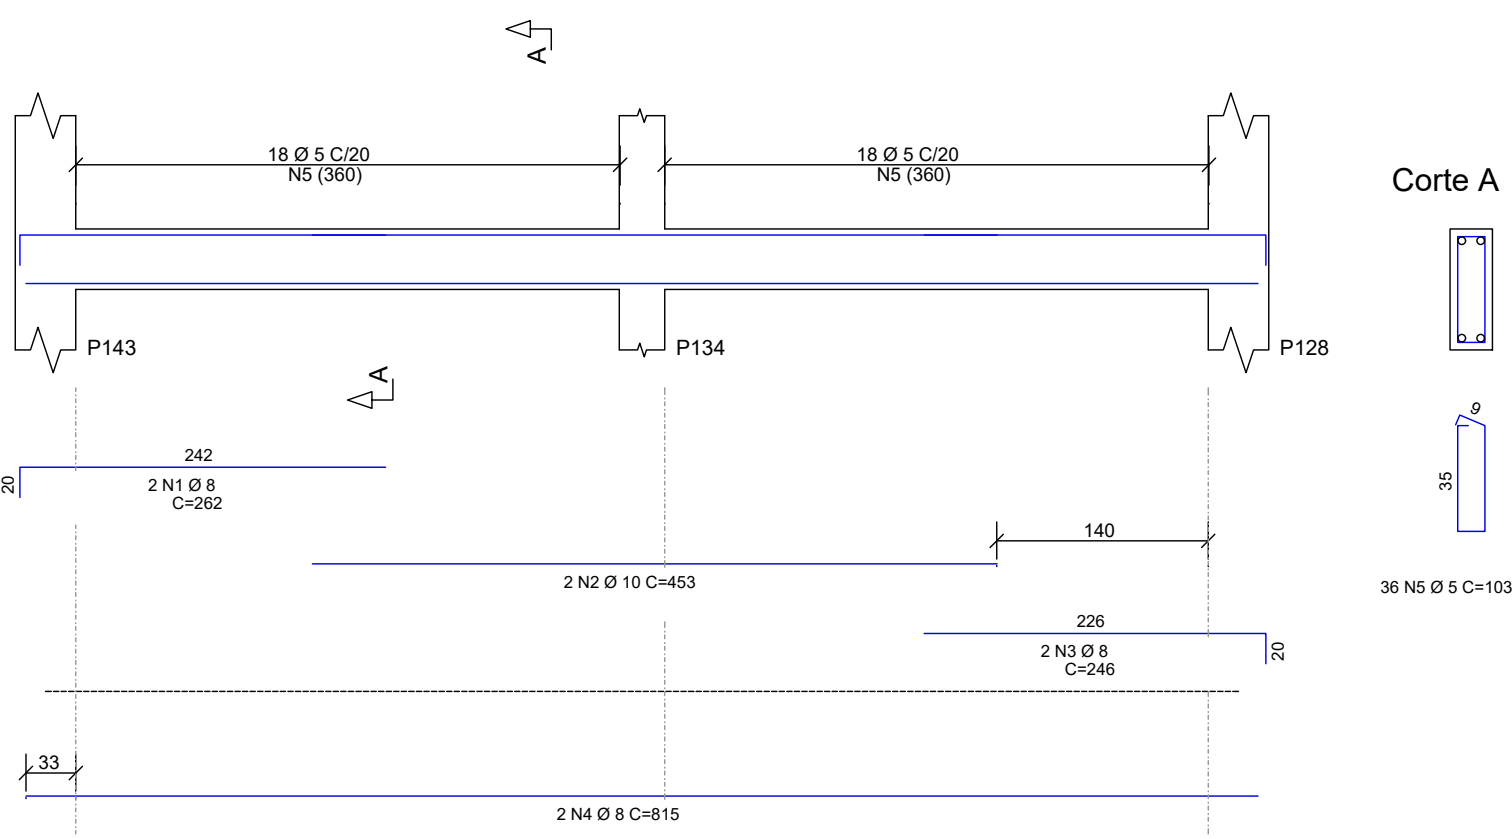 A
18 Ø 5 C/20
N5 (360)
18 Ø 5 C/20
N5 (360)
Corte A
P143
P134
P128
A
9
35
242
20
2 N1 Ø 8
C=262
140
2 N2 Ø 10 C=453
36 N5 Ø 5 C=103
226
20
2 N3 Ø 8
C=246
33
2 N4 Ø 8 C=815